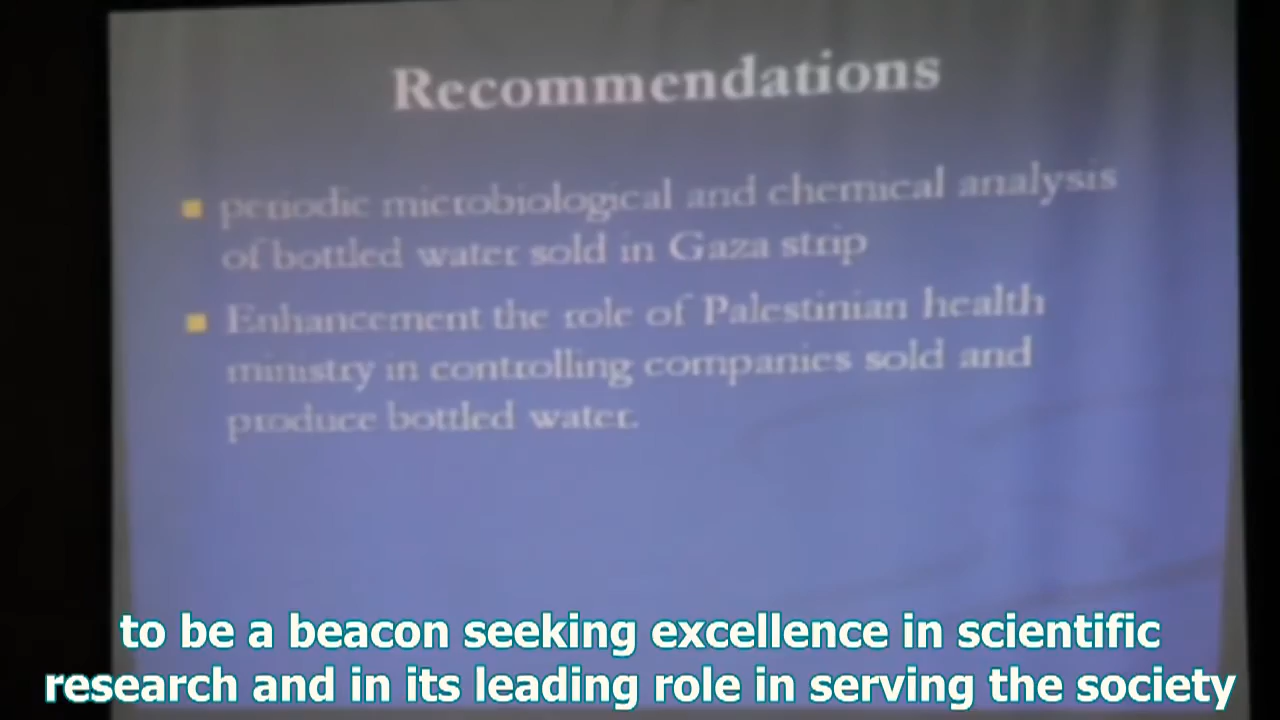 Recommendations
periodic microbiological and chemical analysis
of bottled water sold in Gaza strip
Enhancement the role of Palestinian health
ministry in controlling companies sold and
produce bottled water.
to be a beacon seeking excellence in scientific
research and in its leading role in serving the society